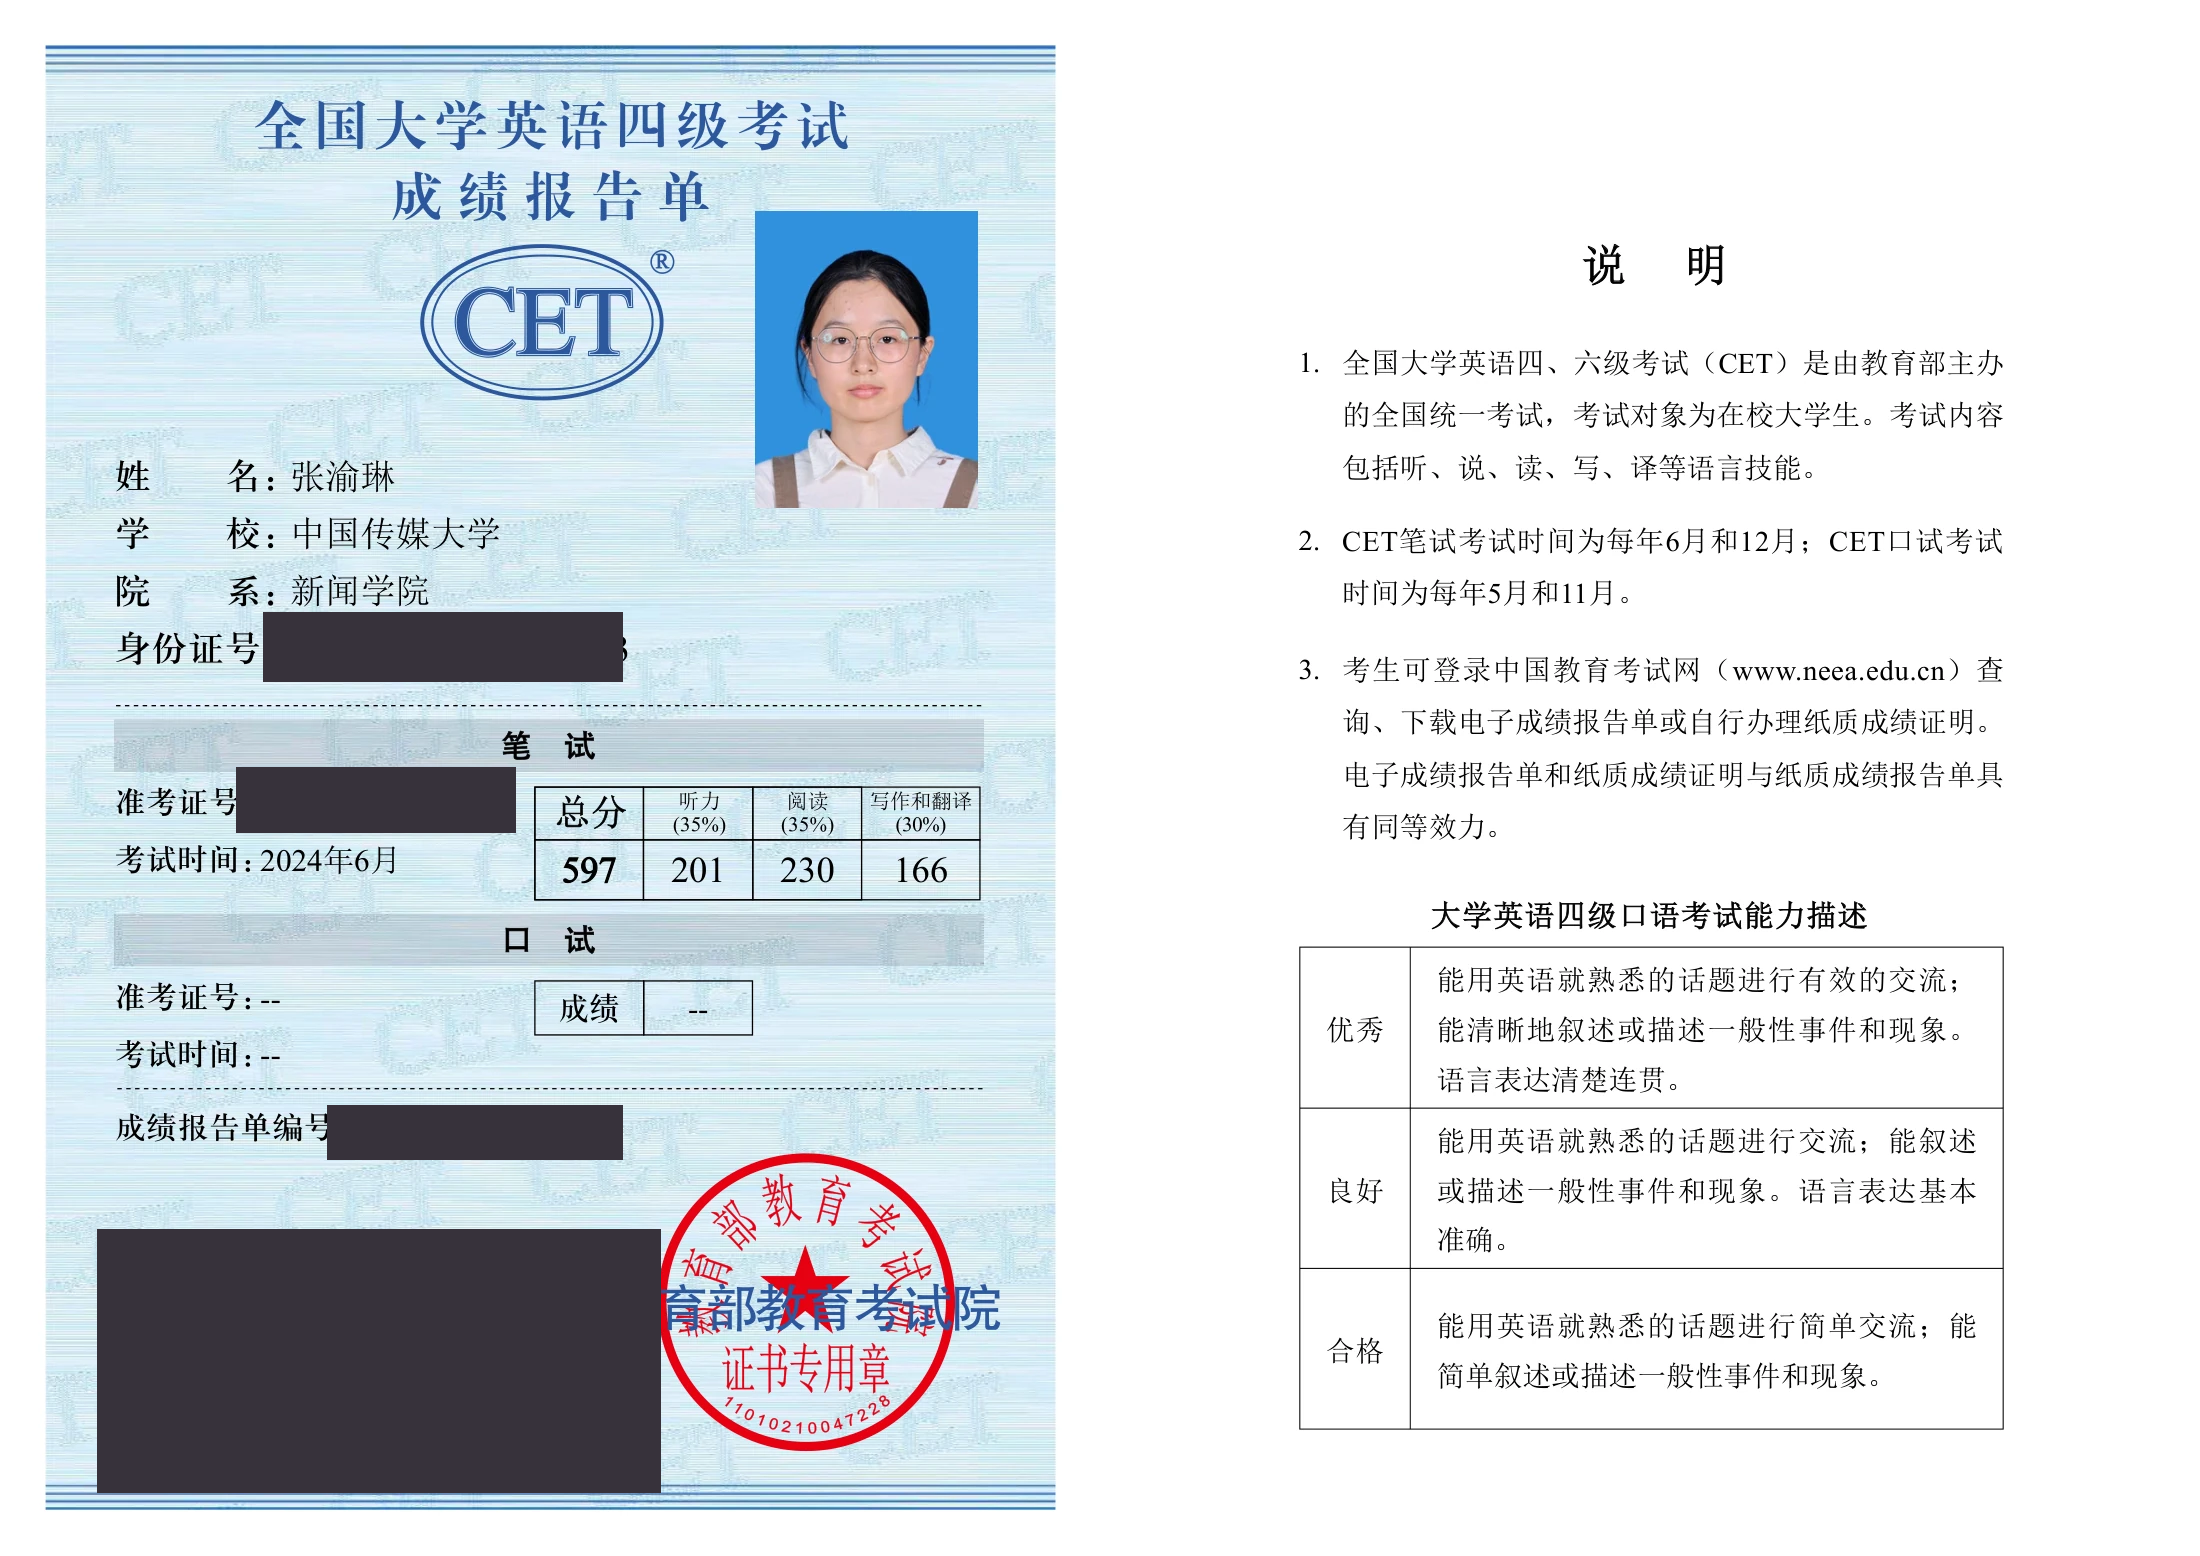 全国大学英语四级考试
成绩报告单
CET®
姓 名：张渝琳
学 校：中国传媒大学
院 系：新闻学院
身份证号
笔 试
准考证号
考试时间：2024年6月
总分 听力(35%) 阅读(35%) 写作和翻译(30%)
597 201 230 166
口 试
准考证号：--
成绩 --
考试时间：--
成绩报告单编号
教育部教育考试院
育部教育考试院
证书专用章
11010210047228
说 明
1. 全国大学英语四、六级考试（CET）是由教育部主办
的全国统一考试，考试对象为在校大学生。考试内容
包括听、说、读、写、译等语言技能。
2. CET笔试考试时间为每年6月和12月；CET口试考试
时间为每年5月和11月。
3. 考生可登录中国教育考试网（www.neea.edu.cn）查
询、下载电子成绩报告单或自行办理纸质成绩证明。
电子成绩报告单和纸质成绩证明与纸质成绩报告单具
有同等效力。
大学英语四级口语考试能力描述
优秀
能用英语就熟悉的话题进行有效的交流；
能清晰地叙述或描述一般性事件和现象。
语言表达清楚连贯。
良好
能用英语就熟悉的话题进行交流；能叙述
或描述一般性事件和现象。语言表达基本
准确。
合格
能用英语就熟悉的话题进行简单交流；能
简单叙述或描述一般性事件和现象。